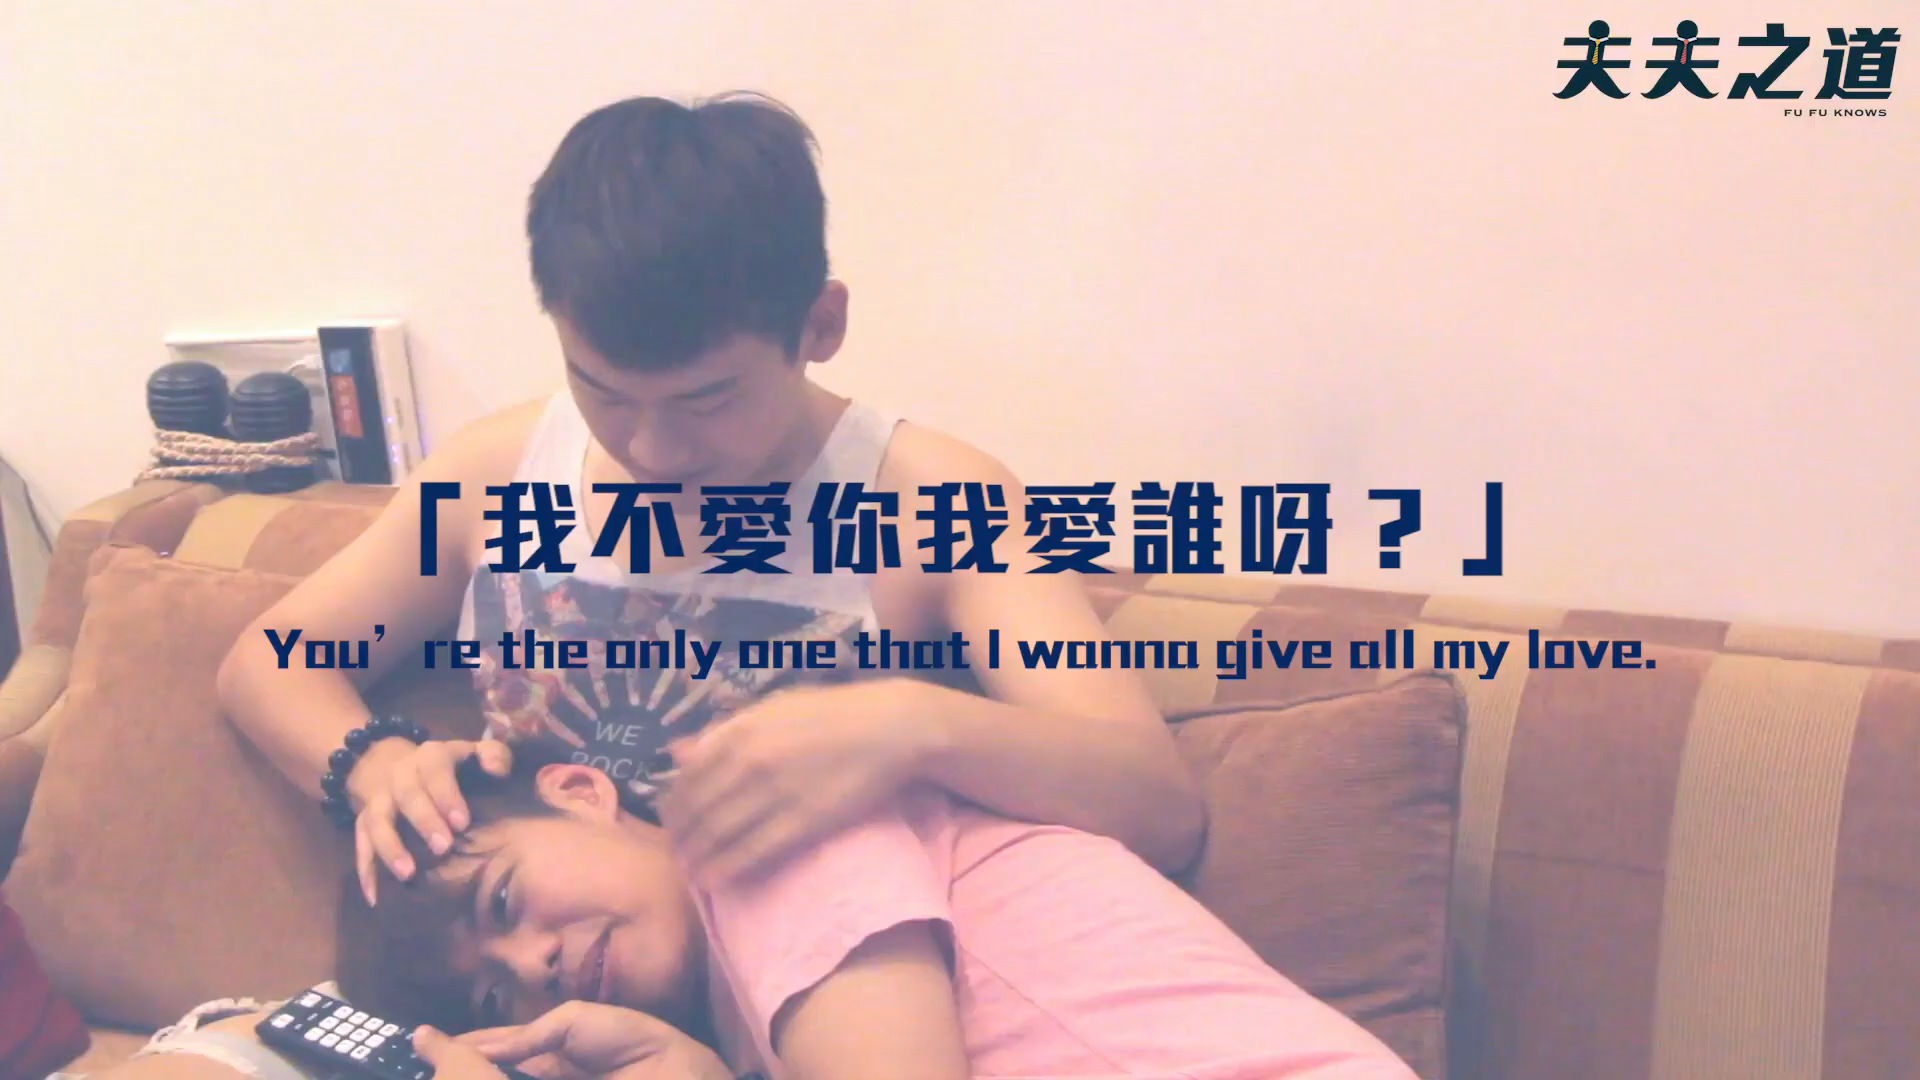 夫夫之道
FU FU KNOWS
「我不愛你我愛誰呀？」
You’re the only one that I wanna give all my love.
WE
ROCK